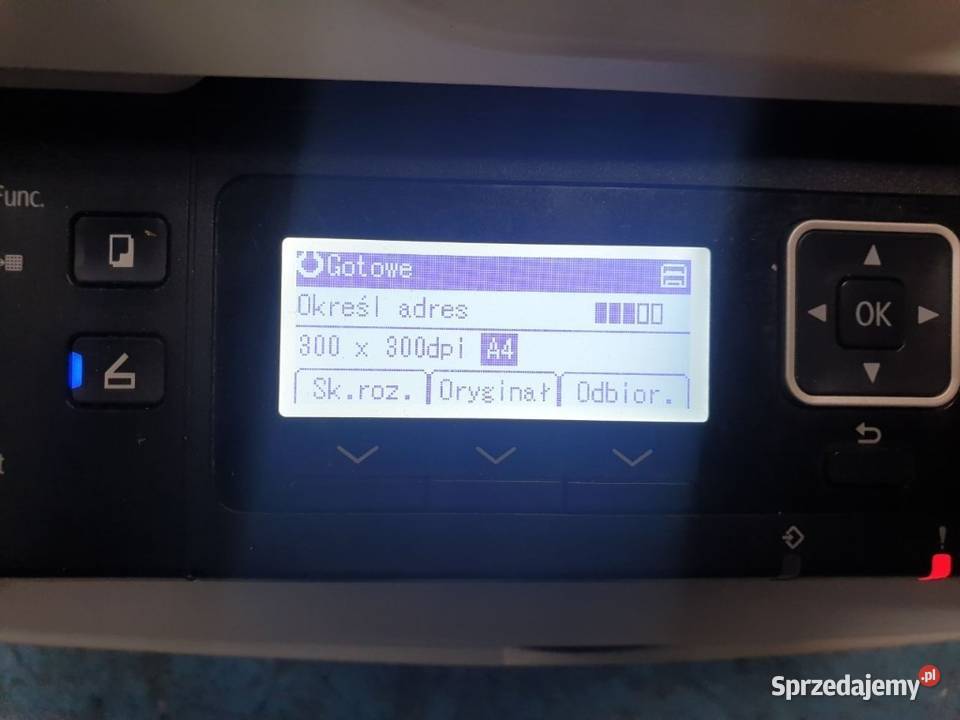 Func.
Gotowe
Określ adres
300 x 300dpi A4
Sk.roz. Oryginał Odbior.
OK
!
Sprzedajemy.pl